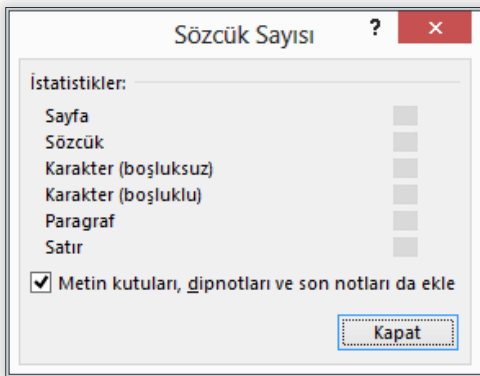 Sözcük Sayısı
?
İstatistikler:
Sayfa
Sözcük
Karakter (boşluksuz)
Karakter (boşluklu)
Paragraf
Satır
Metin kutuları, dipnotları ve son notları da ekle
Kapat